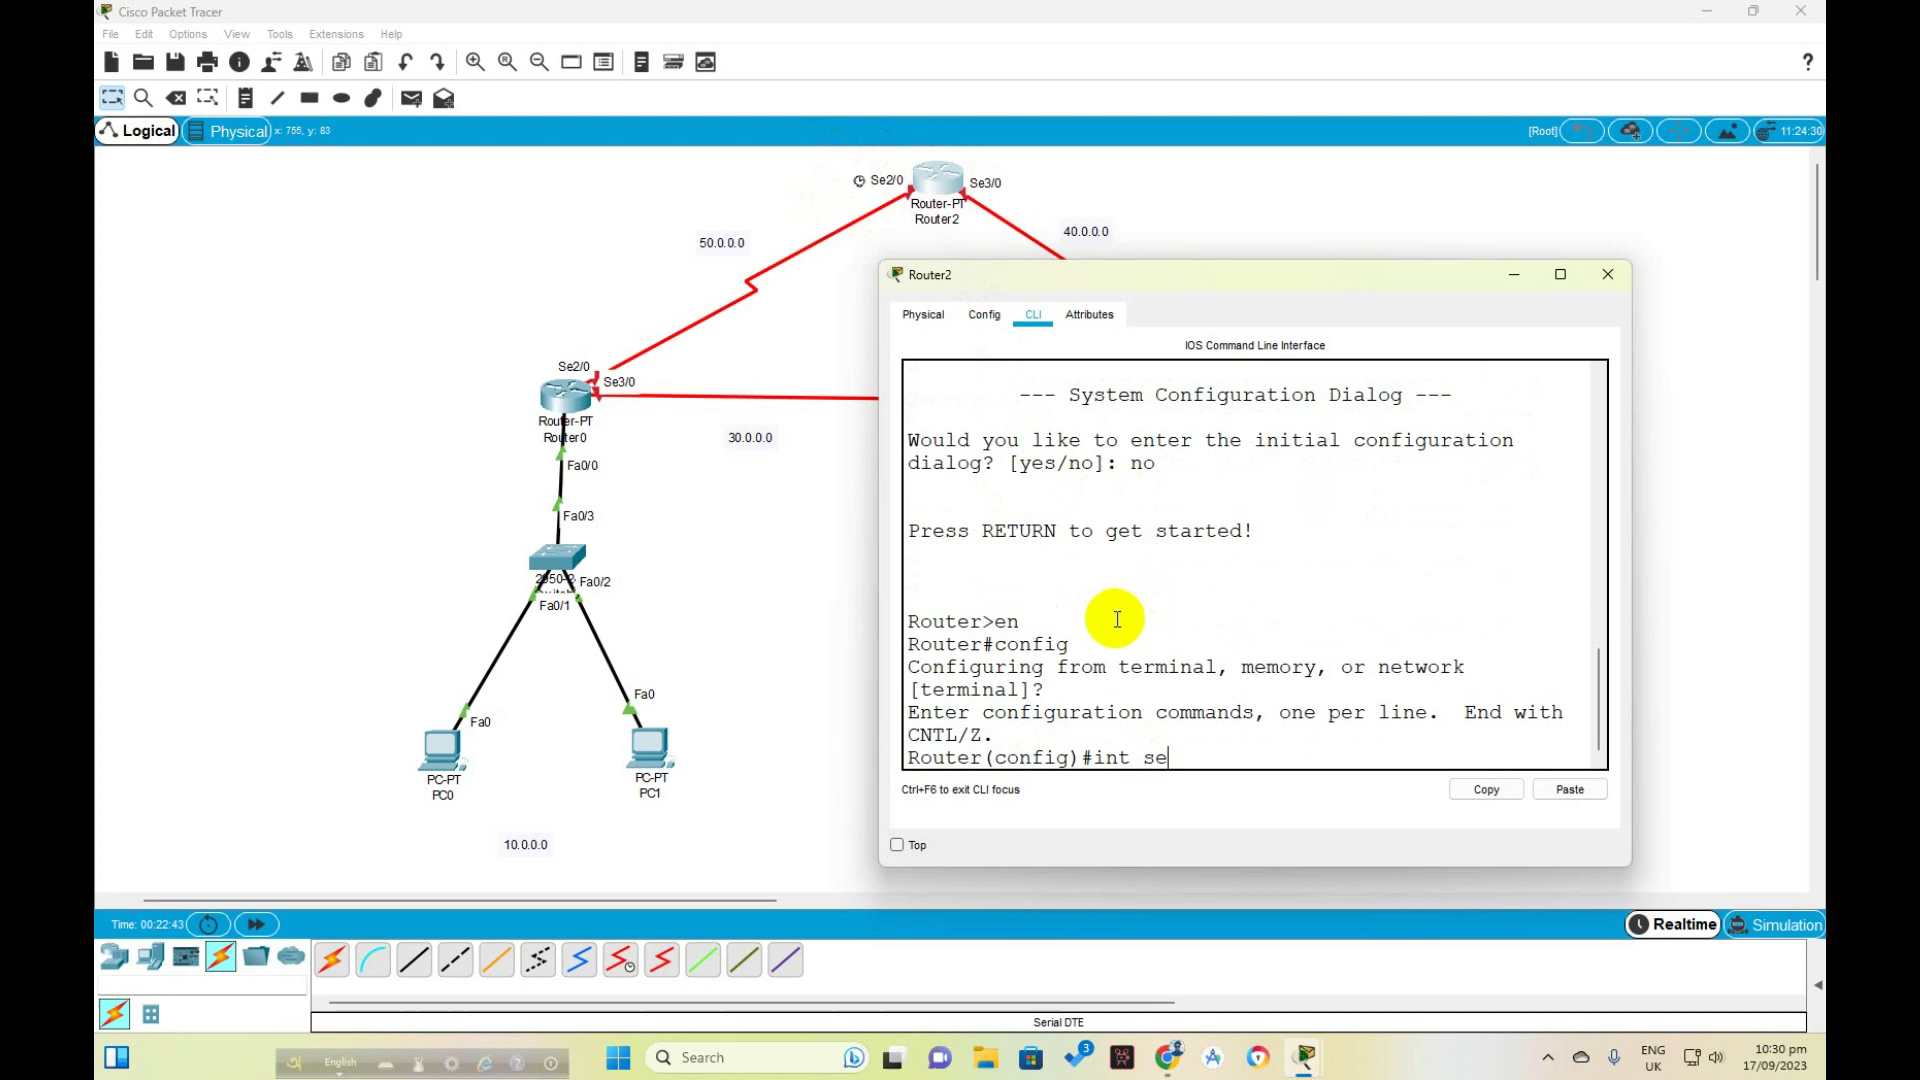 Cisco Packet Tracer
File Edit Options View Tools Extensions Help
Logical Physical x: 755, y: 83
[Root] 11:24:30
Se2/0 Se3/0
Router-PT
Router2
50.0.0.0
40.0.0.0
Se2/0
Se3/0
Router-PT
Router0
30.0.0.0
Fa0/0
Fa0/3
Fa0/2
Fa0/1
Fa0
Fa0
PC-PT
PC0
PC-PT
PC1
10.0.0.0
Router2
Physical Config CLI Attributes
IOS Command Line Interface
--- System Configuration Dialog ---
Would you like to enter the initial configuration
dialog? [yes/no]: no
Press RETURN to get started!
Router>en
Router#config
Configuring from terminal, memory, or network
[terminal]?
Enter configuration commands, one per line.  End with
CNTL/Z.
Router(config)#int se
Ctrl+F6 to exit CLI focus
Copy Paste
Top
Time: 00:22:43
Realtime Simulation
Serial DTE
English
Search
3
ENG
UK
10:30 pm
17/09/2023